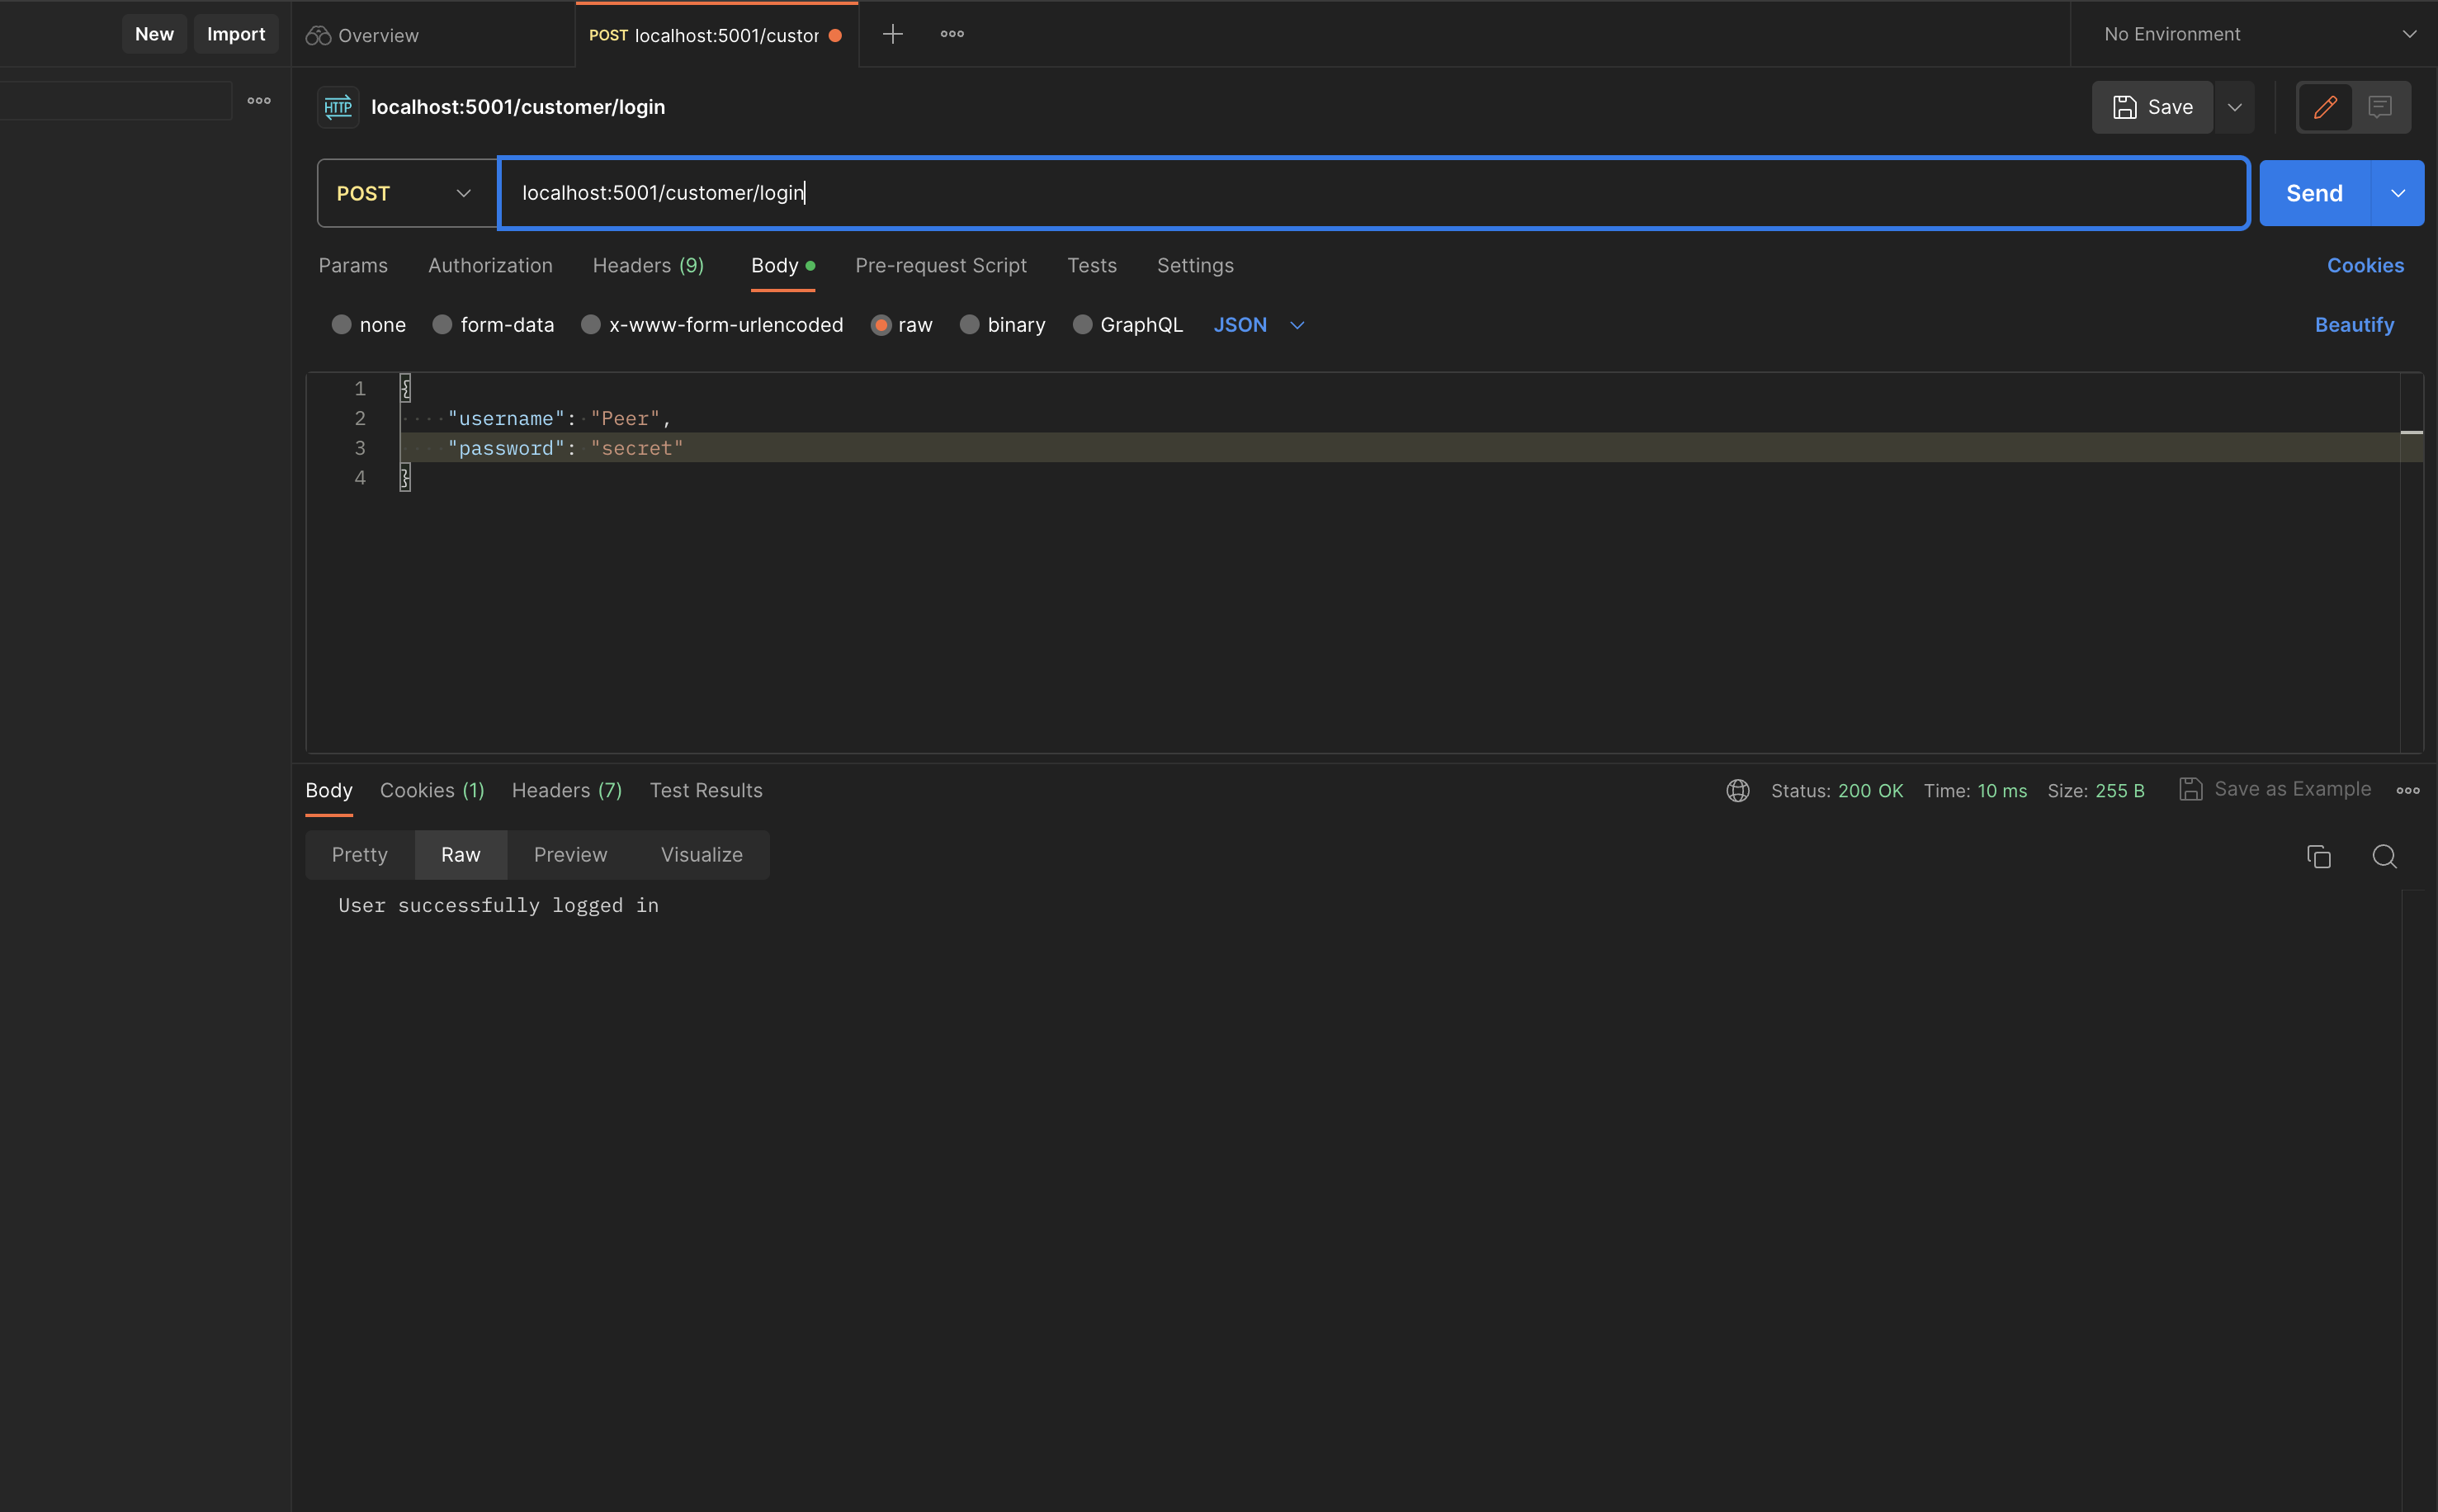 New Import Overview POST localhost:5001/custor No Environment
HTTP localhost:5001/customer/login Save
POST localhost:5001/customer/login Send
Params Authorization Headers (9) Body Pre-request Script Tests Settings Cookies
none form-data x-www-form-urlencoded raw binary GraphQL JSON Beautify
1 {
2 "username": "Peer",
3 "password": "secret"
4 }
Body Cookies (1) Headers (7) Test Results Status: 200 OK Time: 10 ms Size: 255 B Save as Example
Pretty Raw Preview Visualize
User successfully logged in